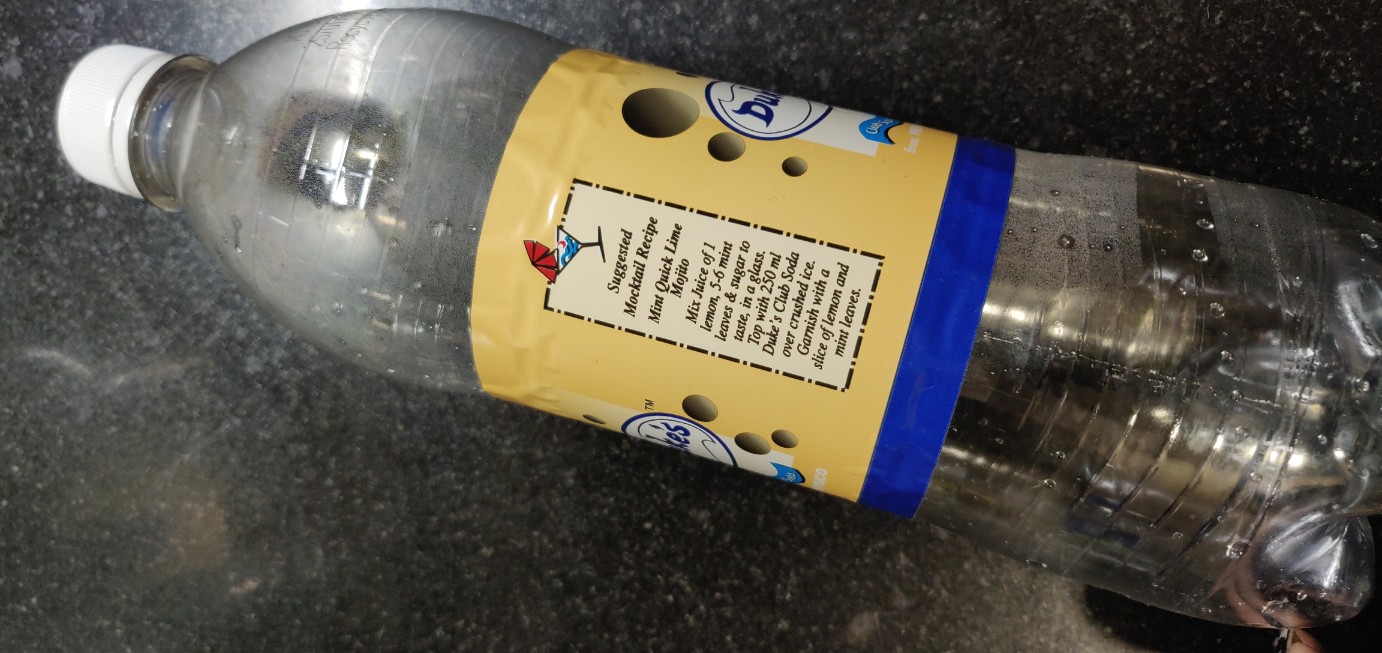 Suggested
Mocktail Recipe
Mint Quick Lime
Mojito
Mix Juice of 1
lemon, 5-6 mint
leaves & sugar to
taste, in a glass.
Top with 250 ml
Duke's Club Soda
over crushed ice.
Garnish with a
slice of lemon and
mint leaves.
TM